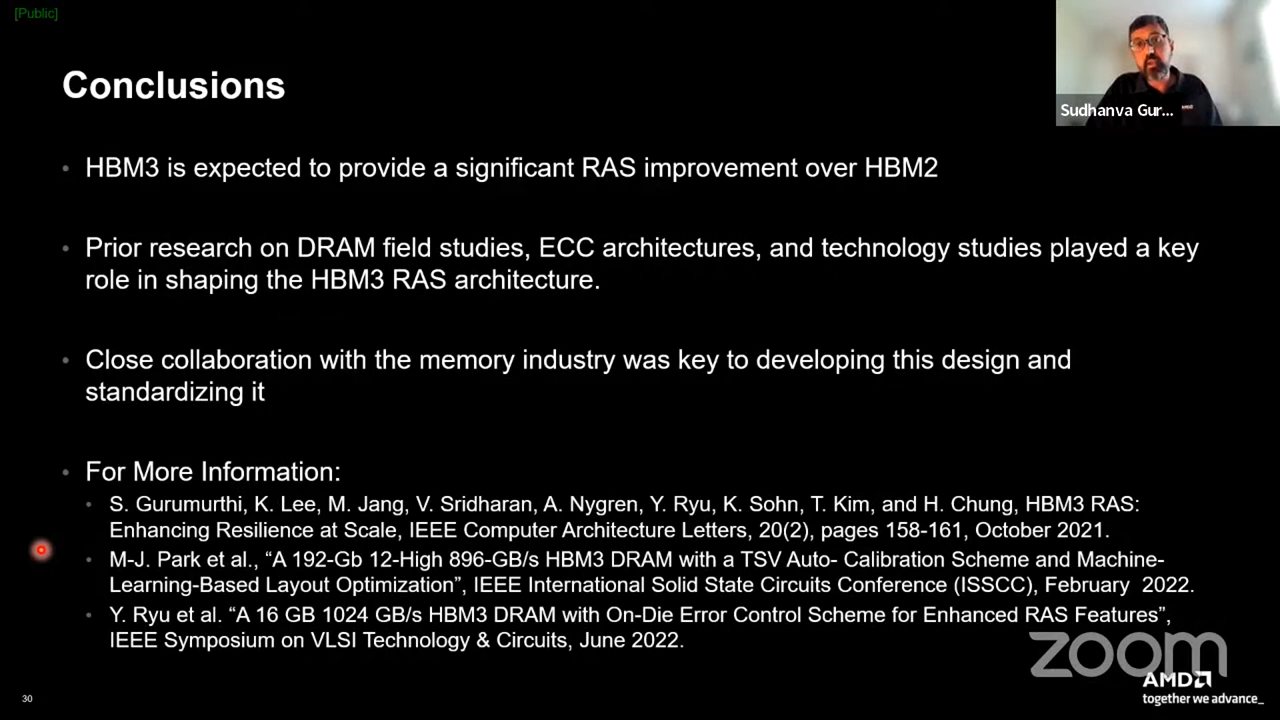 [Public]
Conclusions
Sudhanva Gur...
AMD
• HBM3 is expected to provide a significant RAS improvement over HBM2
• Prior research on DRAM field studies, ECC architectures, and technology studies played a key
role in shaping the HBM3 RAS architecture.
• Close collaboration with the memory industry was key to developing this design and
standardizing it
• For More Information:
• S. Gurumurthi, K. Lee, M. Jang, V. Sridharan, A. Nygren, Y. Ryu, K. Sohn, T. Kim, and H. Chung, HBM3 RAS:
Enhancing Resilience at Scale, IEEE Computer Architecture Letters, 20(2), pages 158-161, October 2021.
• M-J. Park et al., “A 192-Gb 12-High 896-GB/s HBM3 DRAM with a TSV Auto- Calibration Scheme and Machine-
Learning-Based Layout Optimization”, IEEE International Solid State Circuits Conference (ISSCC), February 2022.
• Y. Ryu et al. “A 16 GB 1024 GB/s HBM3 DRAM with On-Die Error Control Scheme for Enhanced RAS Features”,
IEEE Symposium on VLSI Technology & Circuits, June 2022.
zoom
AMD
together we advance_
30